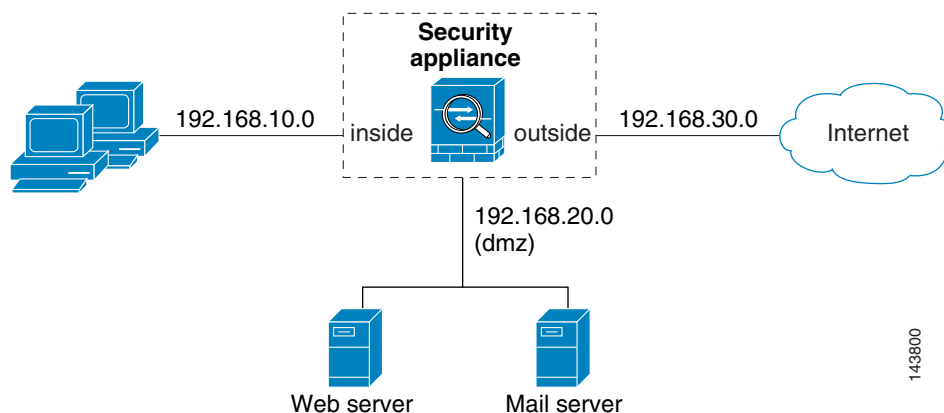 Security
appliance
192.168.10.0
inside
outside
192.168.30.0
Internet
192.168.20.0
(dmz)
Web server
Mail server
143800